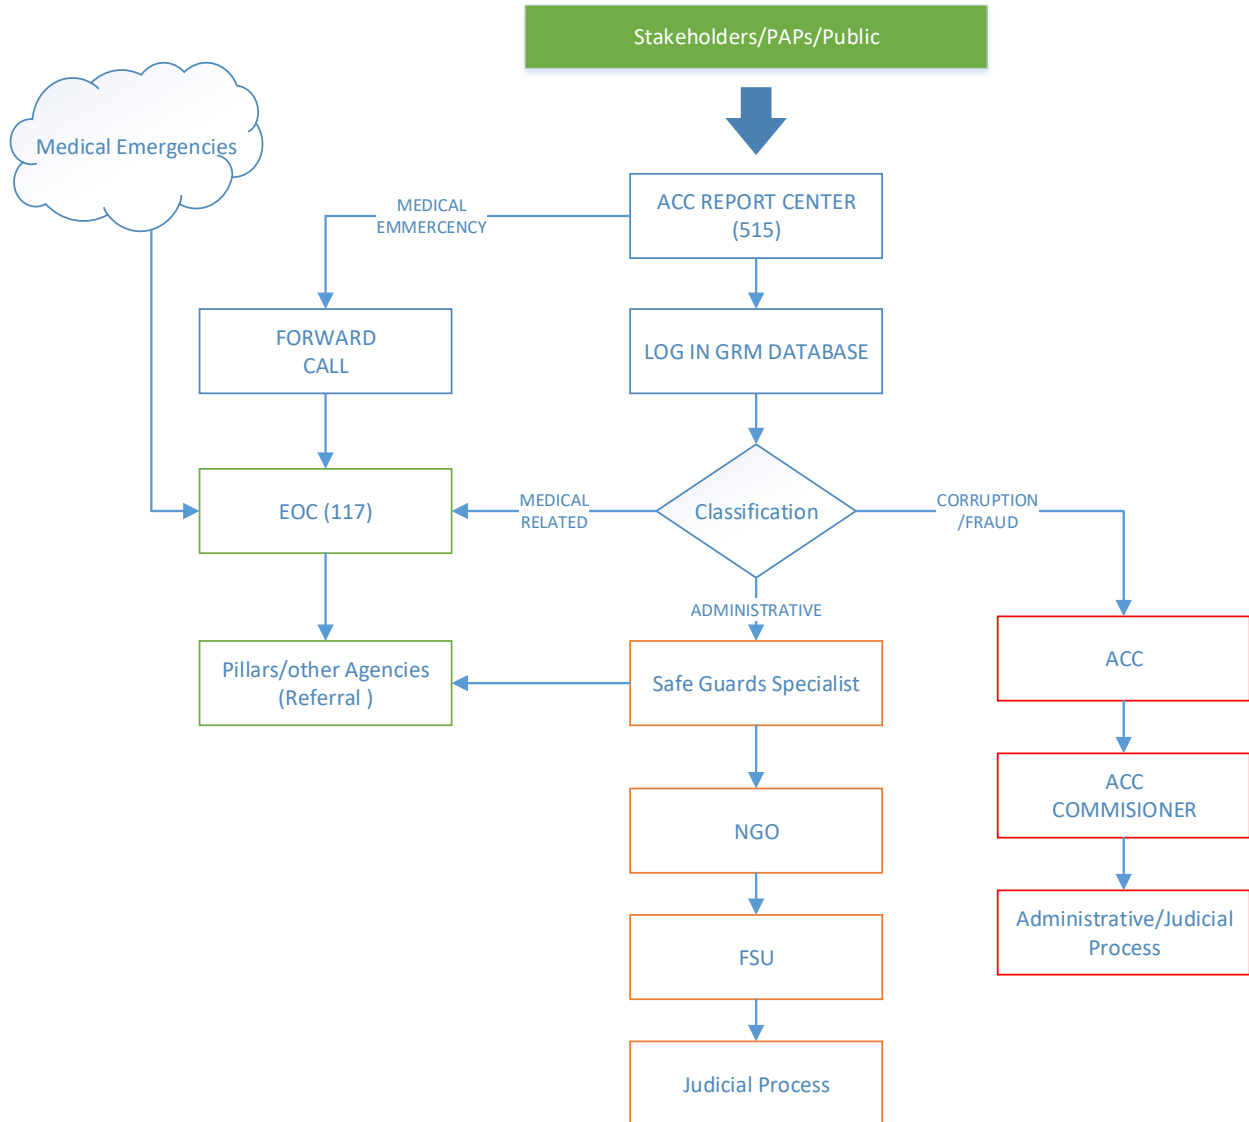 Stakeholders/PAPs/Public
Medical Emergencies
MEDICAL
EMMERCENCY
ACC REPORT CENTER
(515)
FORWARD
CALL
LOG IN GRM DATABASE
EOC (117)
MEDICAL
RELATED
Classification
CORRUPTION
/FRAUD
ADMINISTRATIVE
Pillars/other Agencies
(Referral )
Safe Guards Specialist
ACC
ACC
COMMISIONER
NGO
Administrative/Judicial
Process
FSU
Judicial Process